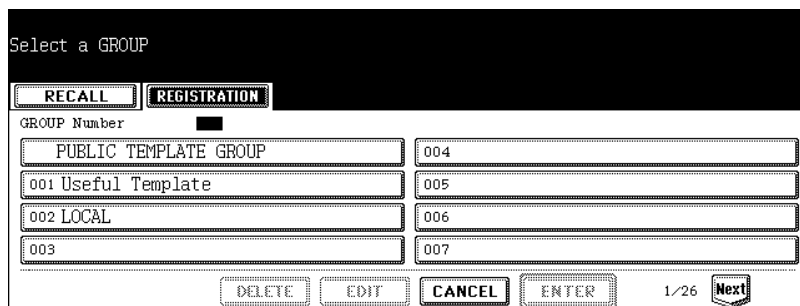 Select a GROUP
RECALL REGISTRATION
GROUP Number
PUBLIC TEMPLATE GROUP
004
001 Useful Template
005
002 LOCAL
006
003
007
DELETE EDIT CANCEL ENTER 1/26 Next